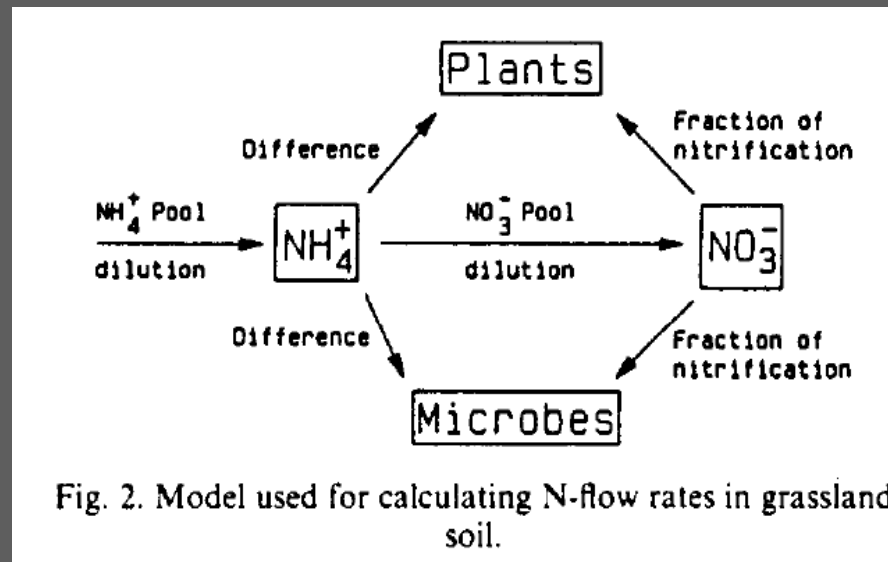 Plants
Difference
Fraction of
nitrification
NH₄⁺ Pool
dilution
NH₄⁺
NO₃⁻ Pool
dilution
NO₃⁻
Difference
Fraction of
nitrification
Microbes
Fig. 2. Model used for calculating N-flow rates in grassland
soil.